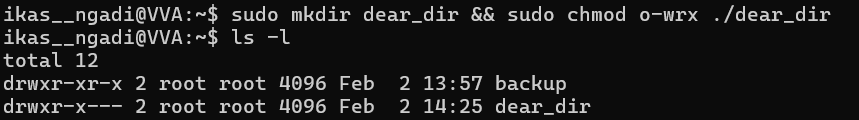 ikas__ngadi@VVA:~$ sudo mkdir dear_dir && sudo chmod o-wrx ./dear_dir
ikas__ngadi@VVA:~$ ls -l
total 12
drwxr-xr-x 2 root root 4096 Feb  2 13:57 backup
drwxr-x--- 2 root root 4096 Feb  2 14:25 dear_dir